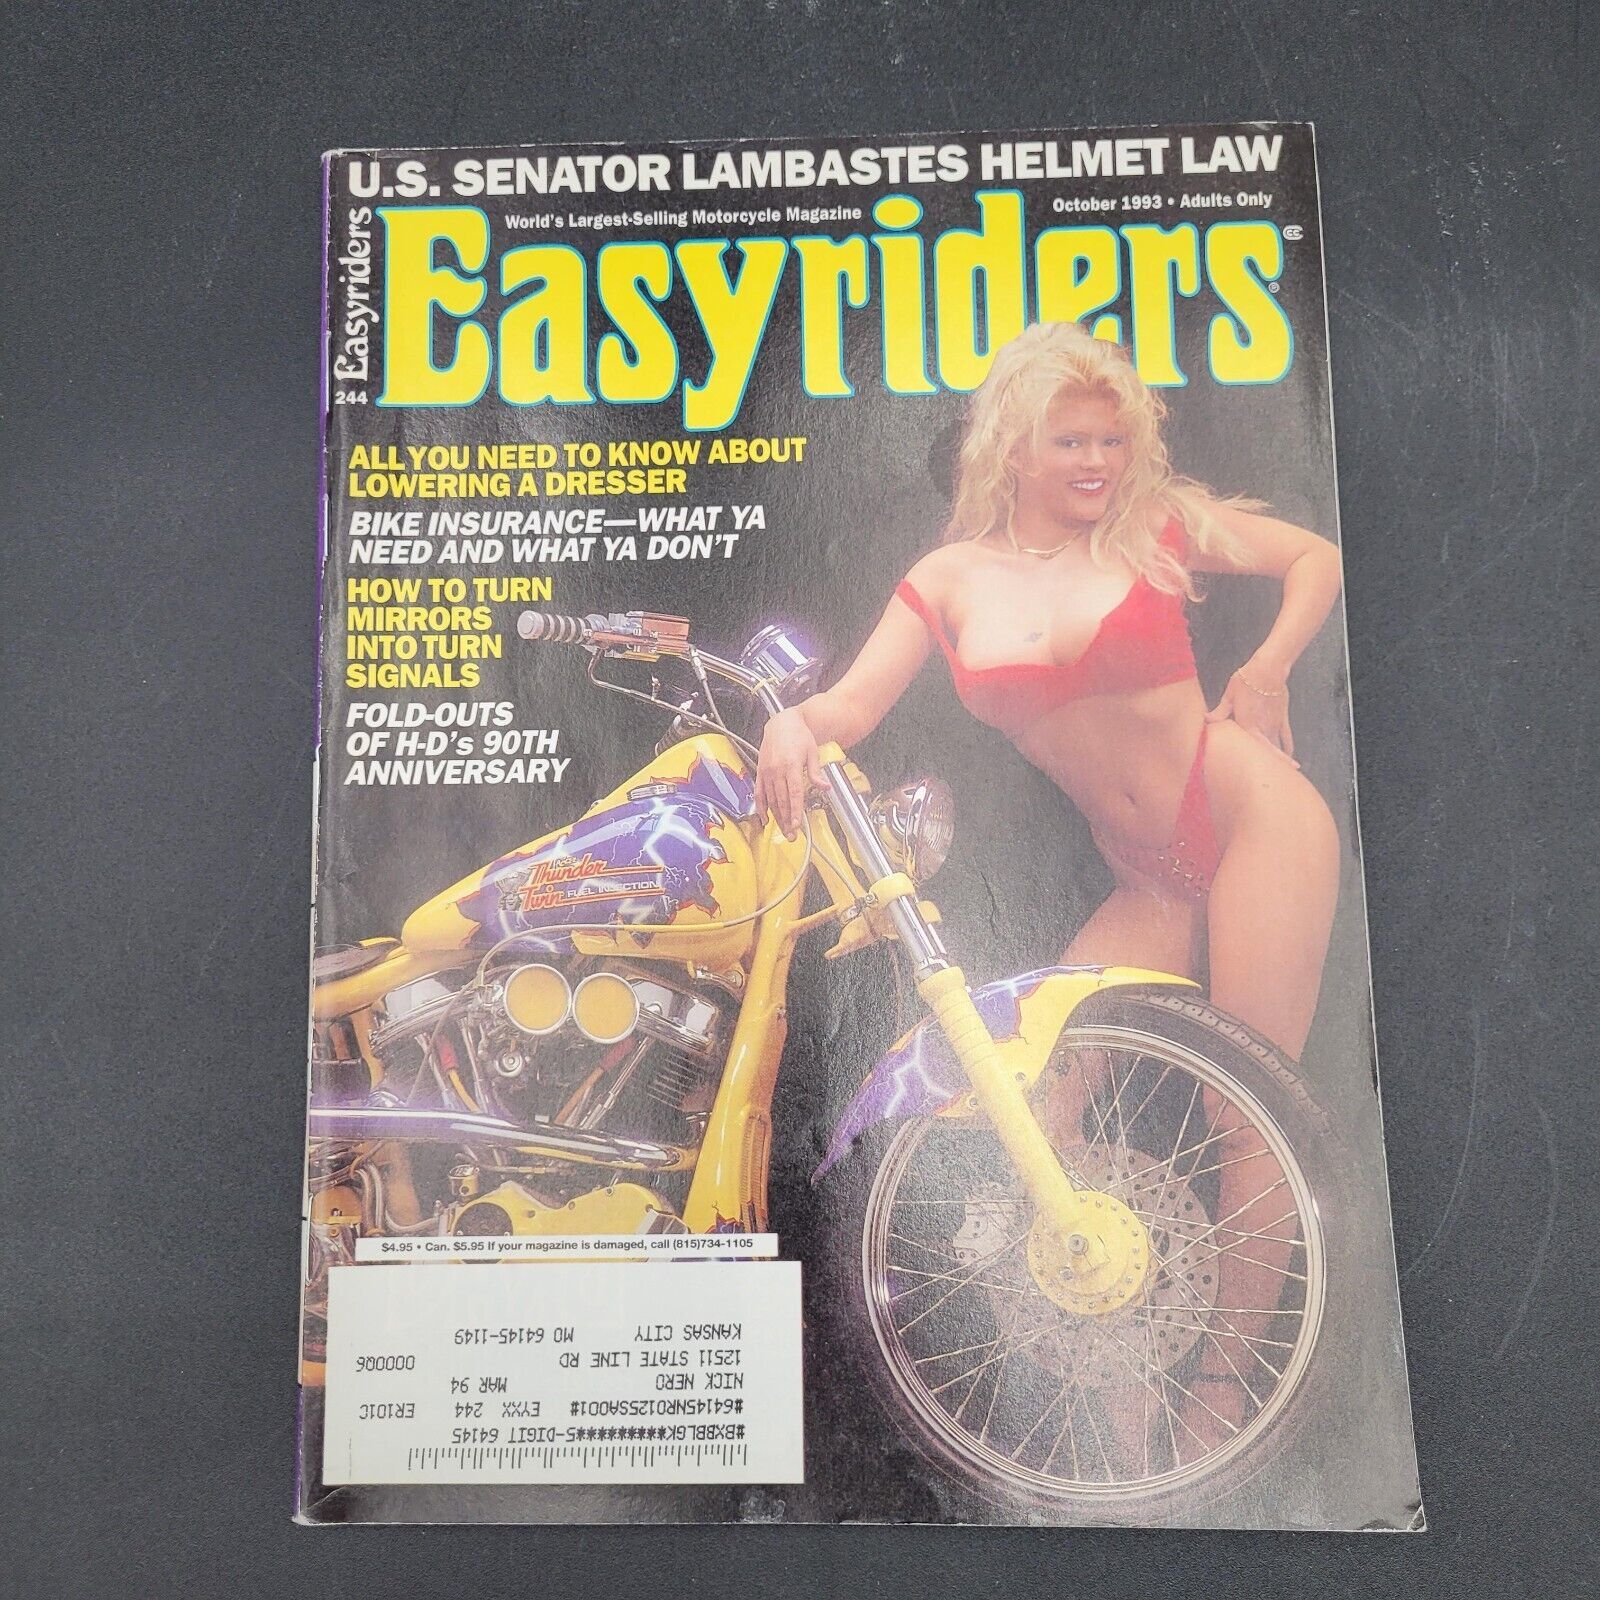 U.S. SENATOR LAMBASTES HELMET LAW
World's Largest-Selling Motorcycle Magazine
October 1993 • Adults Only
Easyriders
CC
®
Easyriders
244
ALL YOU NEED TO KNOW ABOUT
LOWERING A DRESSER
BIKE INSURANCE—WHAT YA
NEED AND WHAT YA DON'T
HOW TO TURN
MIRRORS
INTO TURN
SIGNALS
FOLD-OUTS
OF H-D's 90TH
ANNIVERSARY
Thunder
Twin FUEL INJECTION
$4.95 • Can. $5.95 If your magazine is damaged, call (815)734-1105
#BXBBLGK**********5-DIGIT 64145
#64145NR0125SA001# EYXX 244 ER101C
NICK NERO MAR 94
12511 STATE LINE RD 0000Q6
KANSAS CITY MO 64145-1149